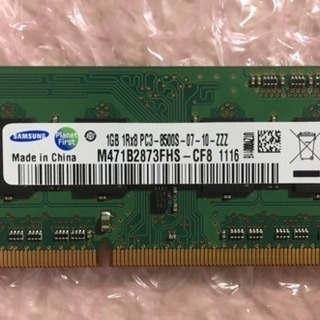 SAMSUNG
Planet First
1GB 1Rx8 PC3-8500S-07-10-ZZZ
Made in China
M471B2873FHS-CF8 1116